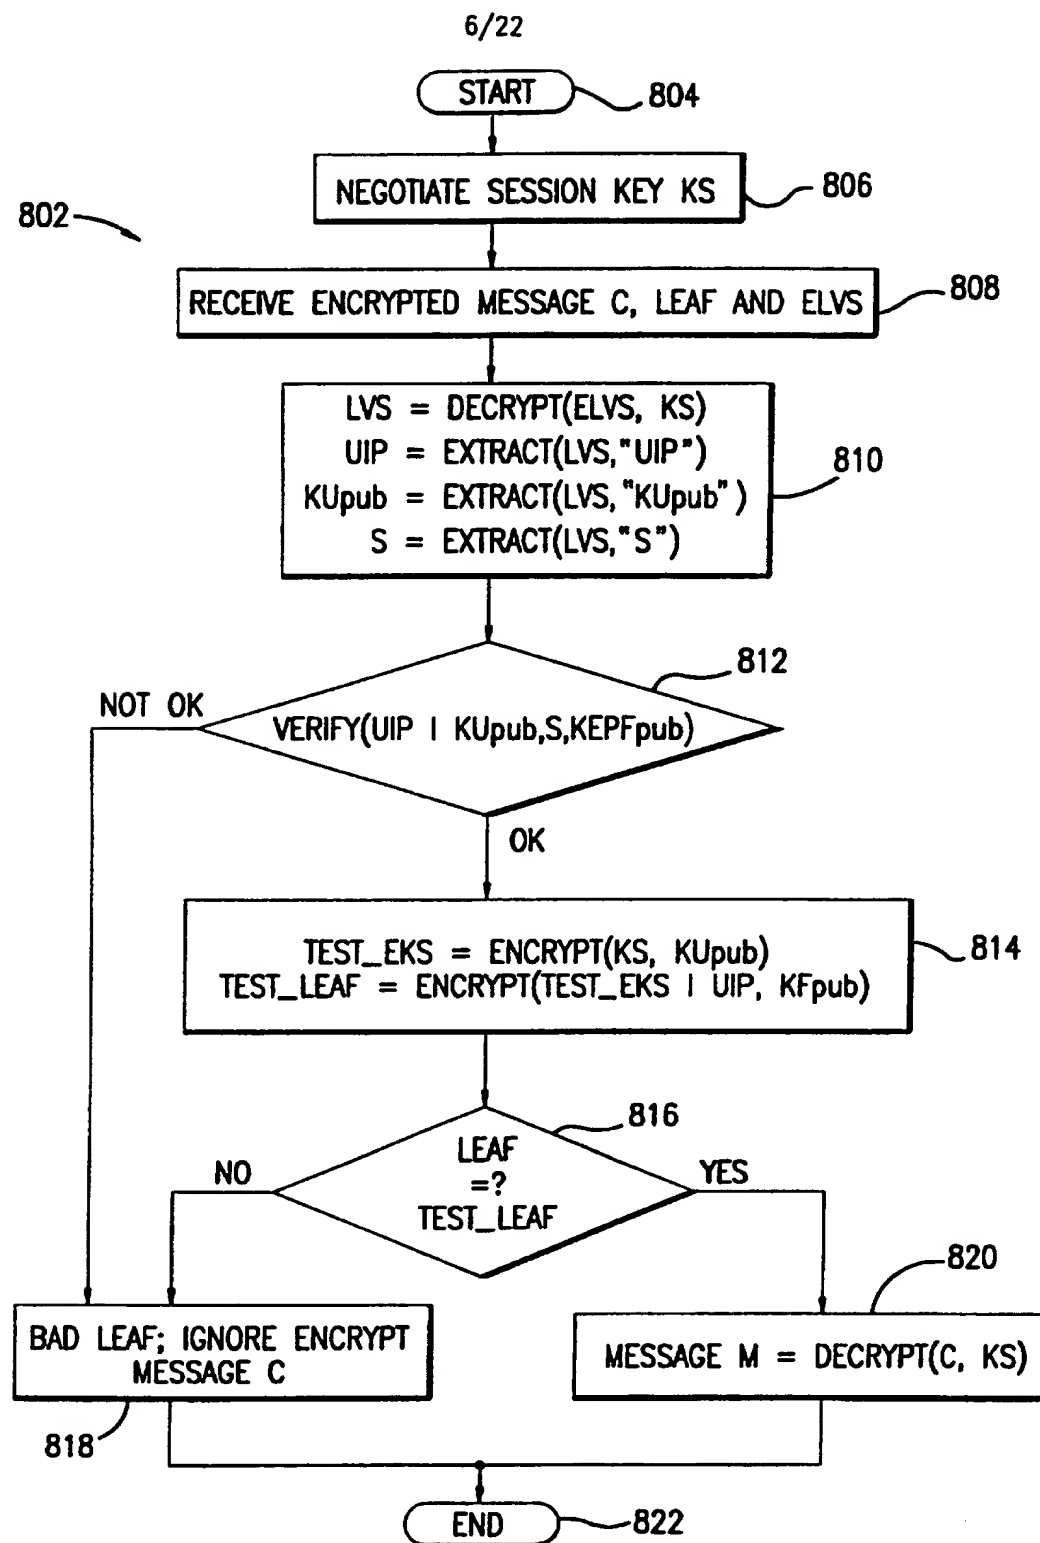 6/22
START
804
NEGOTIATE SESSION KEY KS
806
802
RECEIVE ENCRYPTED MESSAGE C, LEAF AND ELVS
808
LVS = DECRYPT(ELVS, KS)
UIP = EXTRACT(LVS,"UIP")
KUpub = EXTRACT(LVS,"KUpub")
S = EXTRACT(LVS,"S")
810
812
NOT OK
VERIFY(UIP | KUpub,S,KEPFpub)
OK
TEST_EKS = ENCRYPT(KS, KUpub)
TEST_LEAF = ENCRYPT(TEST_EKS | UIP, KFpub)
814
816
NO
LEAF
=?
TEST_LEAF
YES
820
BAD LEAF; IGNORE ENCRYPT
MESSAGE C
MESSAGE M = DECRYPT(C, KS)
818
END
822